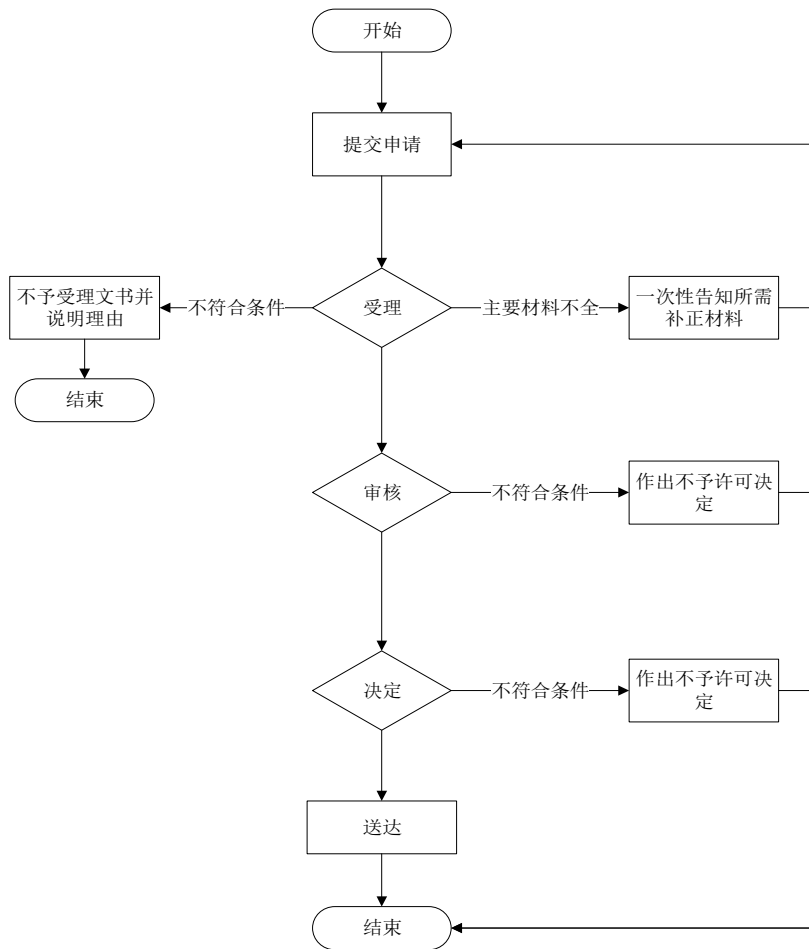 开始
提交申请
不予受理文书并
说明理由
不符合条件
受理
主要材料不全
一次性告知所需
补正材料
结束
审核
不符合条件
作出不予许可决
定
决定
不符合条件
作出不予许可决
定
送达
结束